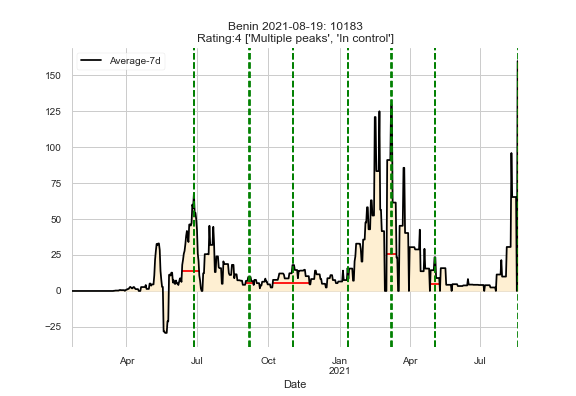 Benin 2021-08-19: 10183
Rating:4 ['Multiple peaks', 'In control']
Average-7d
150
125
100
75
50
25
0
−25
Apr
Jul
Oct
Jan
2021
Apr
Jul
Date